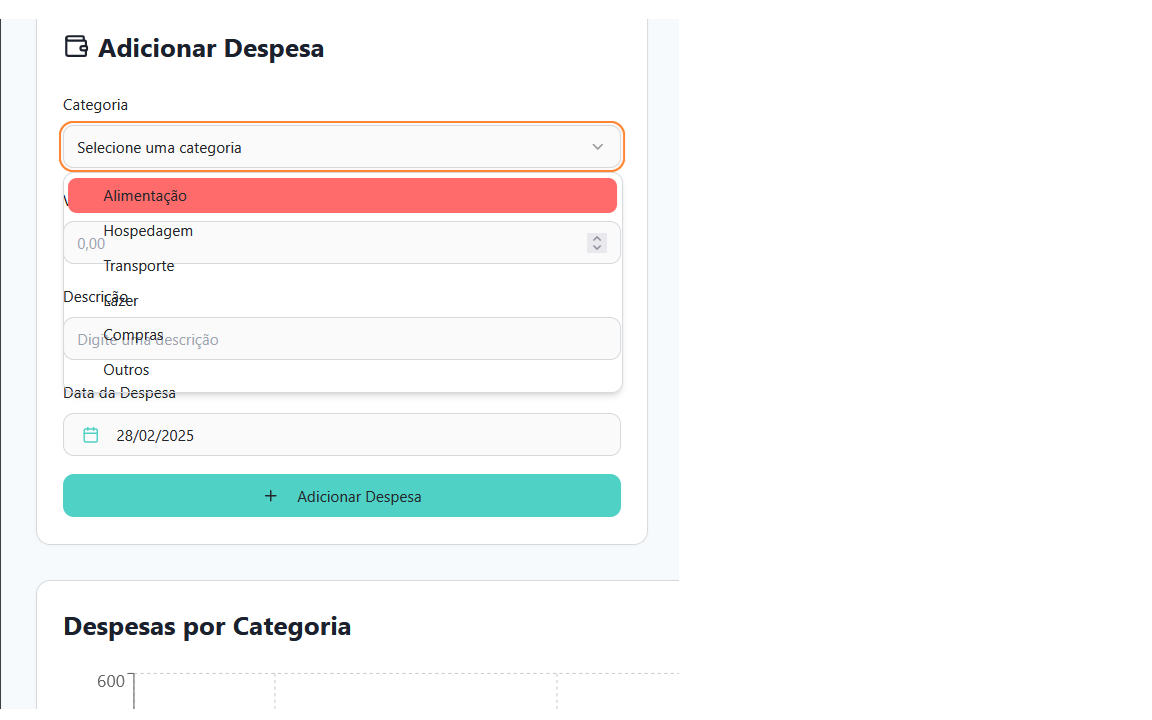 Adicionar Despesa
Categoria
Selecione uma categoria
Alimentação
Hospedagem
0,00
Transporte
Descrição
Lazer
Compras
Digite uma descrição
Outros
Data da Despesa
28/02/2025
+ Adicionar Despesa
Despesas por Categoria
600